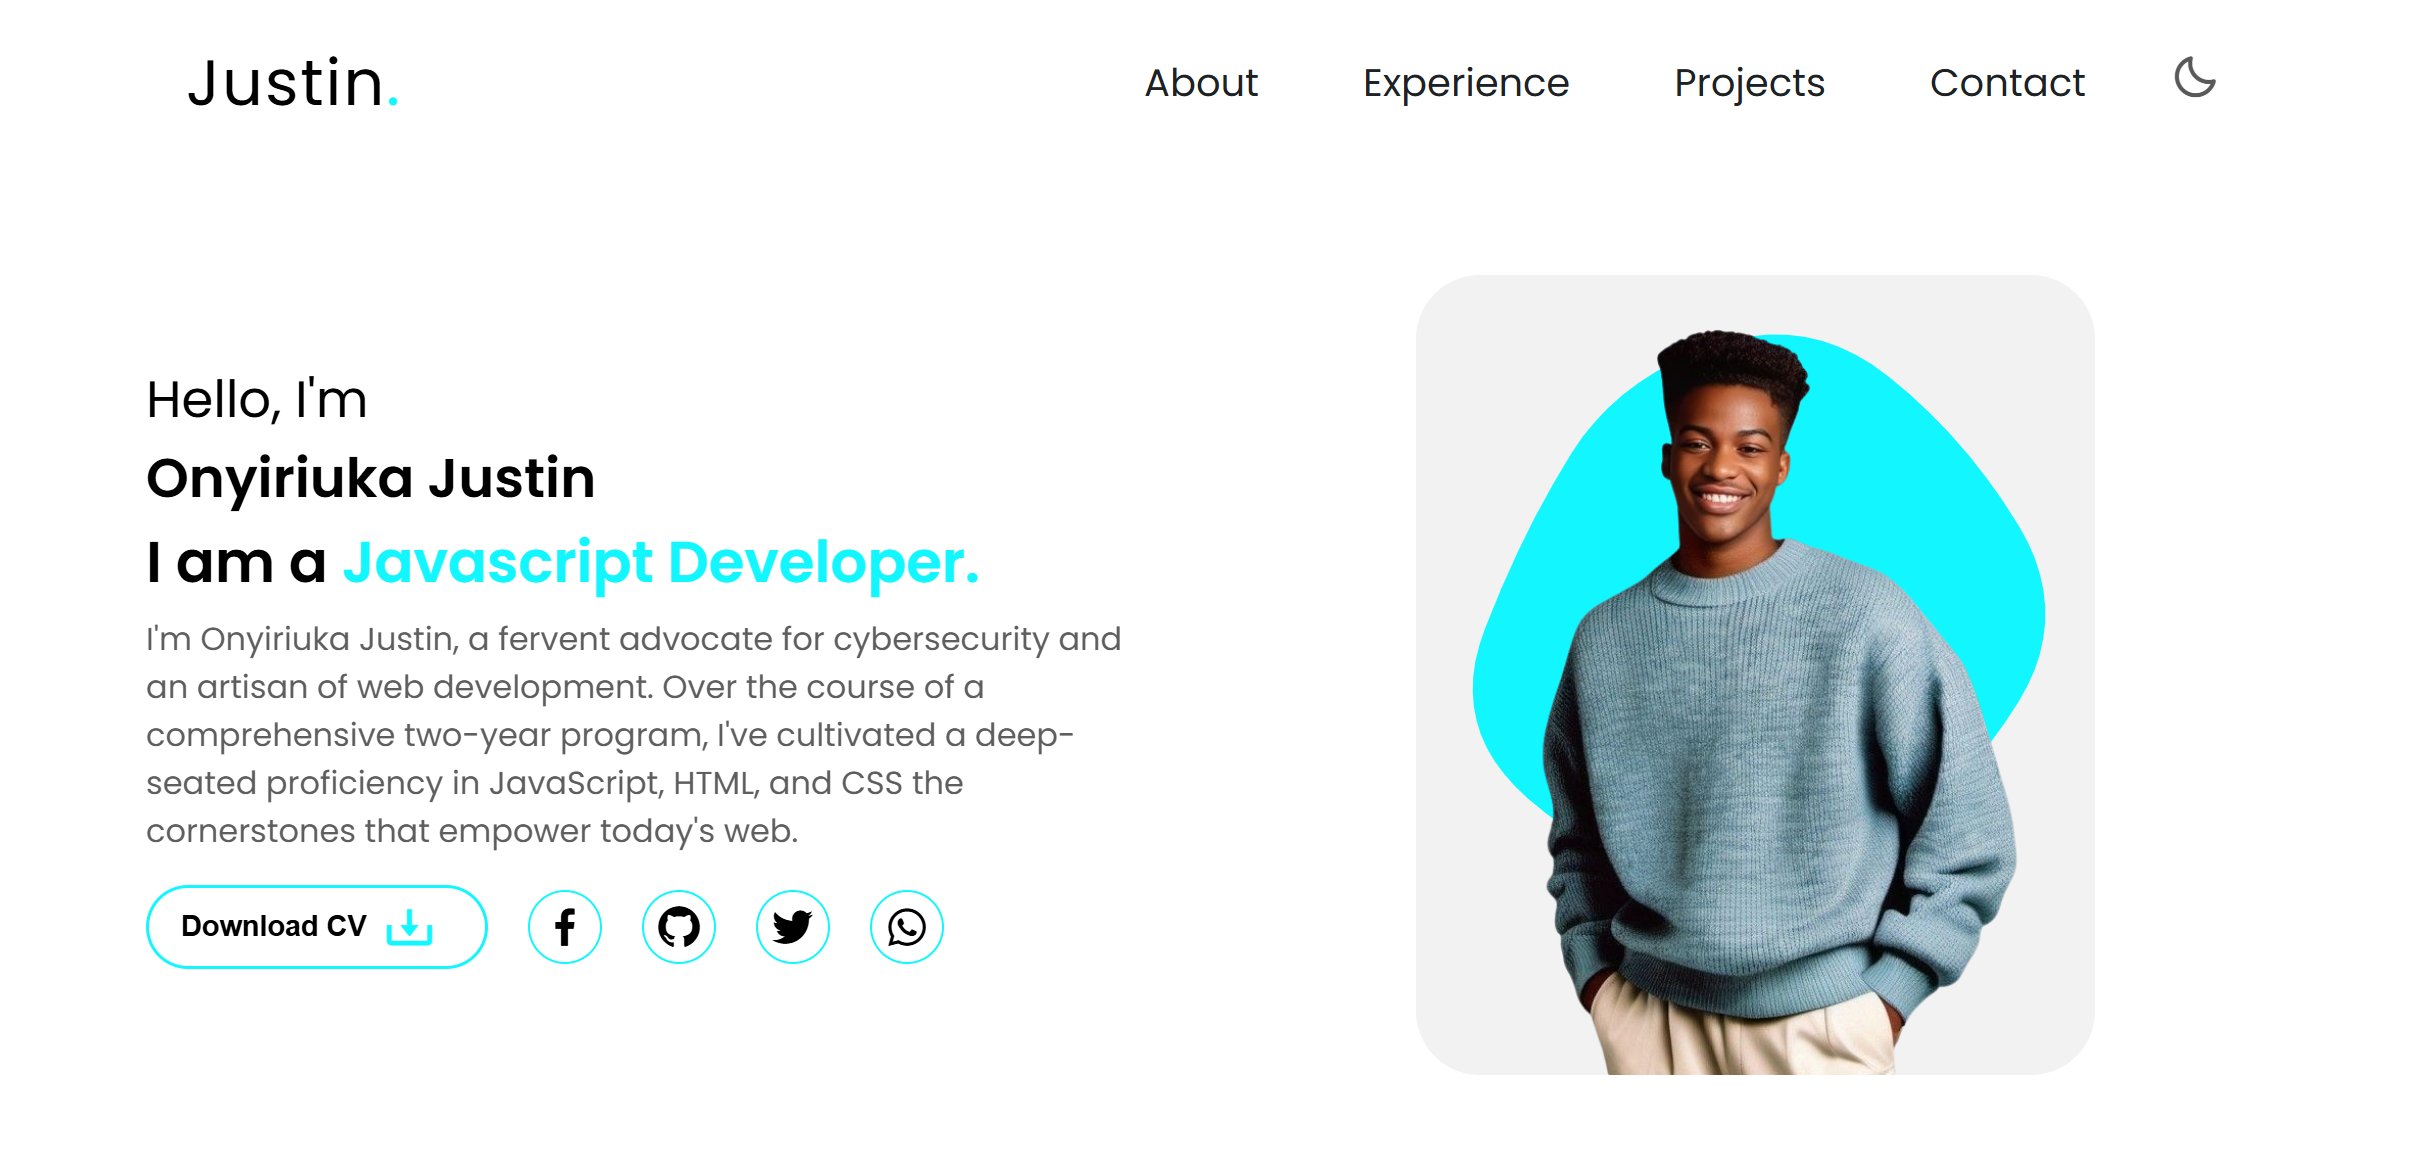 Justin.
About Experience Projects Contact
Hello, I'm
Onyiriuka Justin
I am a Javascript Developer.
I'm Onyiriuka Justin, a fervent advocate for cybersecurity and
an artisan of web development. Over the course of a
comprehensive two-year program, I've cultivated a deep-
seated proficiency in JavaScript, HTML, and CSS the
cornerstones that empower today's web.
Download CV